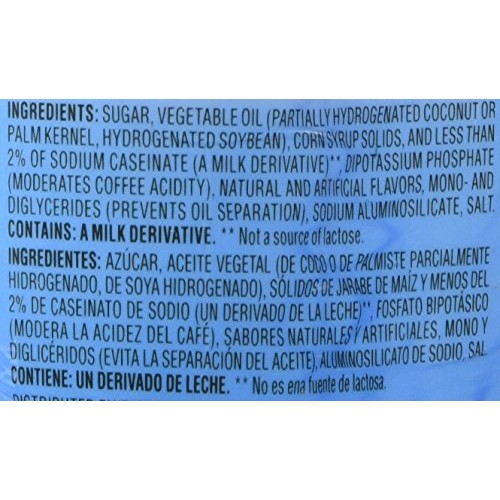 INGREDIENTS: SUGAR, VEGETABLE OIL (PARTIALLY HYDROGENATED COCONUT OR
PALM KERNEL, HYDROGENATED SOYBEAN), CORN SYRUP SOLIDS, AND LESS THAN
2% OF SODIUM CASEINATE (A MILK DERIVATIVE)**, DIPOTASSIUM PHOSPHATE
(MODERATES COFFEE ACIDITY), NATURAL AND ARTIFICIAL FLAVORS, MONO- AND
DIGLYCERIDES (PREVENTS OIL SEPARATION), SODIUM ALUMINOSILICATE, SALT.
CONTAINS: A MILK DERIVATIVE. ** Not a source of lactose.
INGREDIENTES: AZÚCAR, ACEITE VEGETAL (DE COCO O DE PALMISTE PARCIALMENTE
HIDROGENADO, DE SOYA HIDROGENADO), SÓLIDOS DE JARABE DE MAÍZ Y MENOS DEL
2% DE CASEINATO DE SODIO (UN DERIVADO DE LA LECHE)**, FOSFATO BIPOTÁSICO
(MODERA LA ACIDEZ DEL CAFÉ), SABORES NATURALES Y ARTIFICIALES, MONO Y
DIGLICÉRIDOS (EVITA LA SEPARACIÓN DEL ACEITE), ALUMINOSILICATO DE SODIO, SAL.
CONTIENE: UN DERIVADO DE LECHE. ** No es ena fuente de lactosa.
DISTRIBUTED